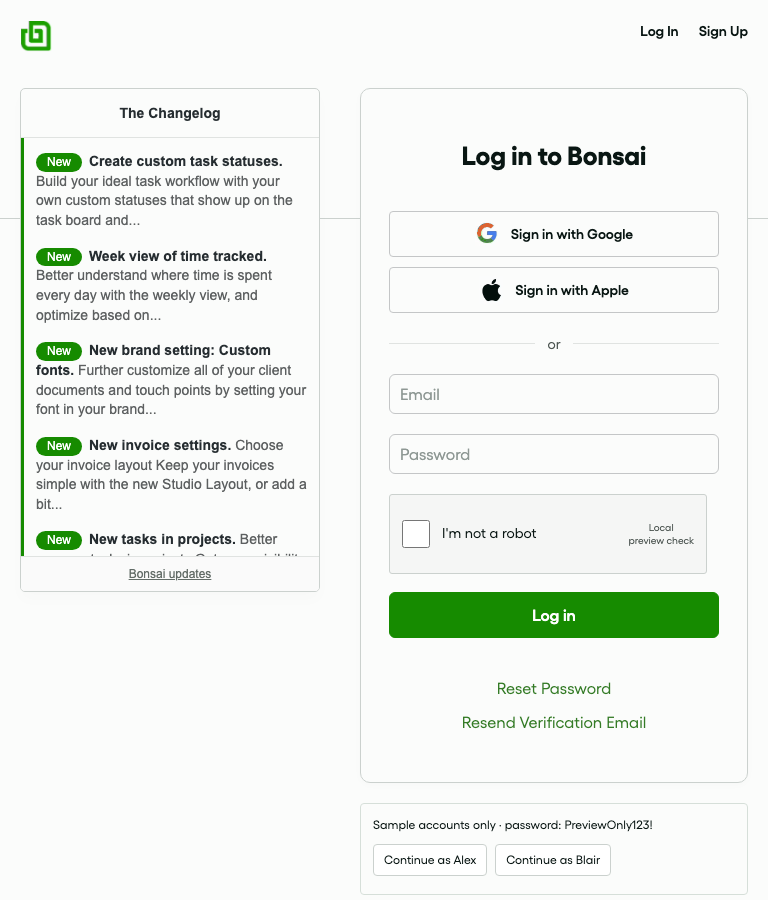 Log In
Sign Up
The Changelog
New Create custom task statuses.
Build your ideal task workflow with your
own custom statuses that show up on the
task board and...
New Week view of time tracked.
Better understand where time is spent
every day with the weekly view, and
optimize based on...
New New brand setting: Custom
fonts. Further customize all of your client
documents and touch points by setting your
font in your brand...
New New invoice settings. Choose
your invoice layout Keep your invoices
simple with the new Studio Layout, or add a
bit...
New New tasks in projects. Better
Bonsai updates
Log in to Bonsai
Sign in with Google
Sign in with Apple
or
Email
Password
I'm not a robot
Local
preview check
Log in
Reset Password
Resend Verification Email
Sample accounts only · password: PreviewOnly123!
Continue as Alex
Continue as Blair